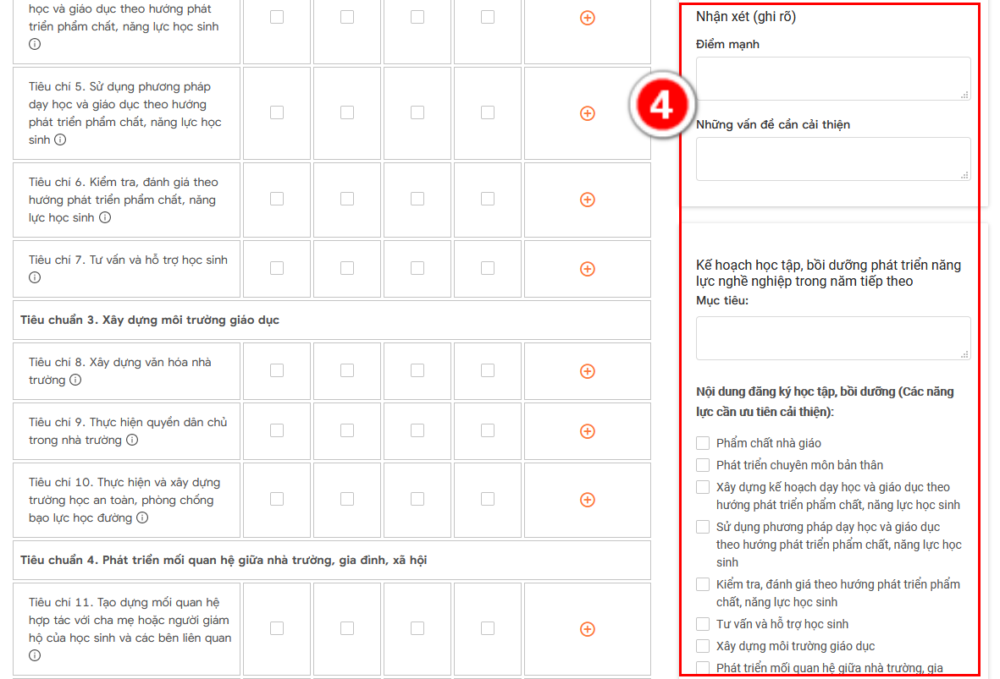 học và giáo dục theo hướng phát
triển phẩm chất, năng lực học sinh
Tiêu chí 5. Sử dụng phương pháp
dạy học và giáo dục theo hướng
phát triển phẩm chất, năng lực học
sinh
Tiêu chí 6. Kiểm tra, đánh giá theo
hướng phát triển phẩm chất, năng
lực học sinh
Tiêu chí 7. Tư vấn và hỗ trợ học sinh
Tiêu chuẩn 3. Xây dựng môi trường giáo dục
Tiêu chí 8. Xây dựng văn hóa nhà
trường
Tiêu chí 9. Thực hiện quyền dân chủ
trong nhà trường
Tiêu chí 10. Thực hiện và xây dựng
trường học an toàn, phòng chống
bạo lực học đường
Tiêu chuẩn 4. Phát triển mối quan hệ giữa nhà trường, gia đình, xã hội
Tiêu chí 11. Tạo dựng mối quan hệ
hợp tác với cha mẹ hoặc người giám
hộ của học sinh và các bên liên quan
4
Nhận xét (ghi rõ)
Điểm mạnh
Những vấn đề cần cải thiện
Kế hoạch học tập, bồi dưỡng phát triển năng
lực nghề nghiệp trong năm tiếp theo
Mục tiêu:
Nội dung đăng ký học tập, bồi dưỡng (Các năng
lực cần ưu tiên cải thiện):
Phẩm chất nhà giáo
Phát triển chuyên môn bản thân
Xây dựng kế hoạch dạy học và giáo dục theo
hướng phát triển phẩm chất, năng lực học sinh
Sử dụng phương pháp dạy học và giáo dục
theo hướng phát triển phẩm chất, năng lực học
sinh
Kiểm tra, đánh giá theo hướng phát triển phẩm
chất, năng lực học sinh
Tư vấn và hỗ trợ học sinh
Xây dựng môi trường giáo dục
Phát triển mối quan hệ giữa nhà trường, gia